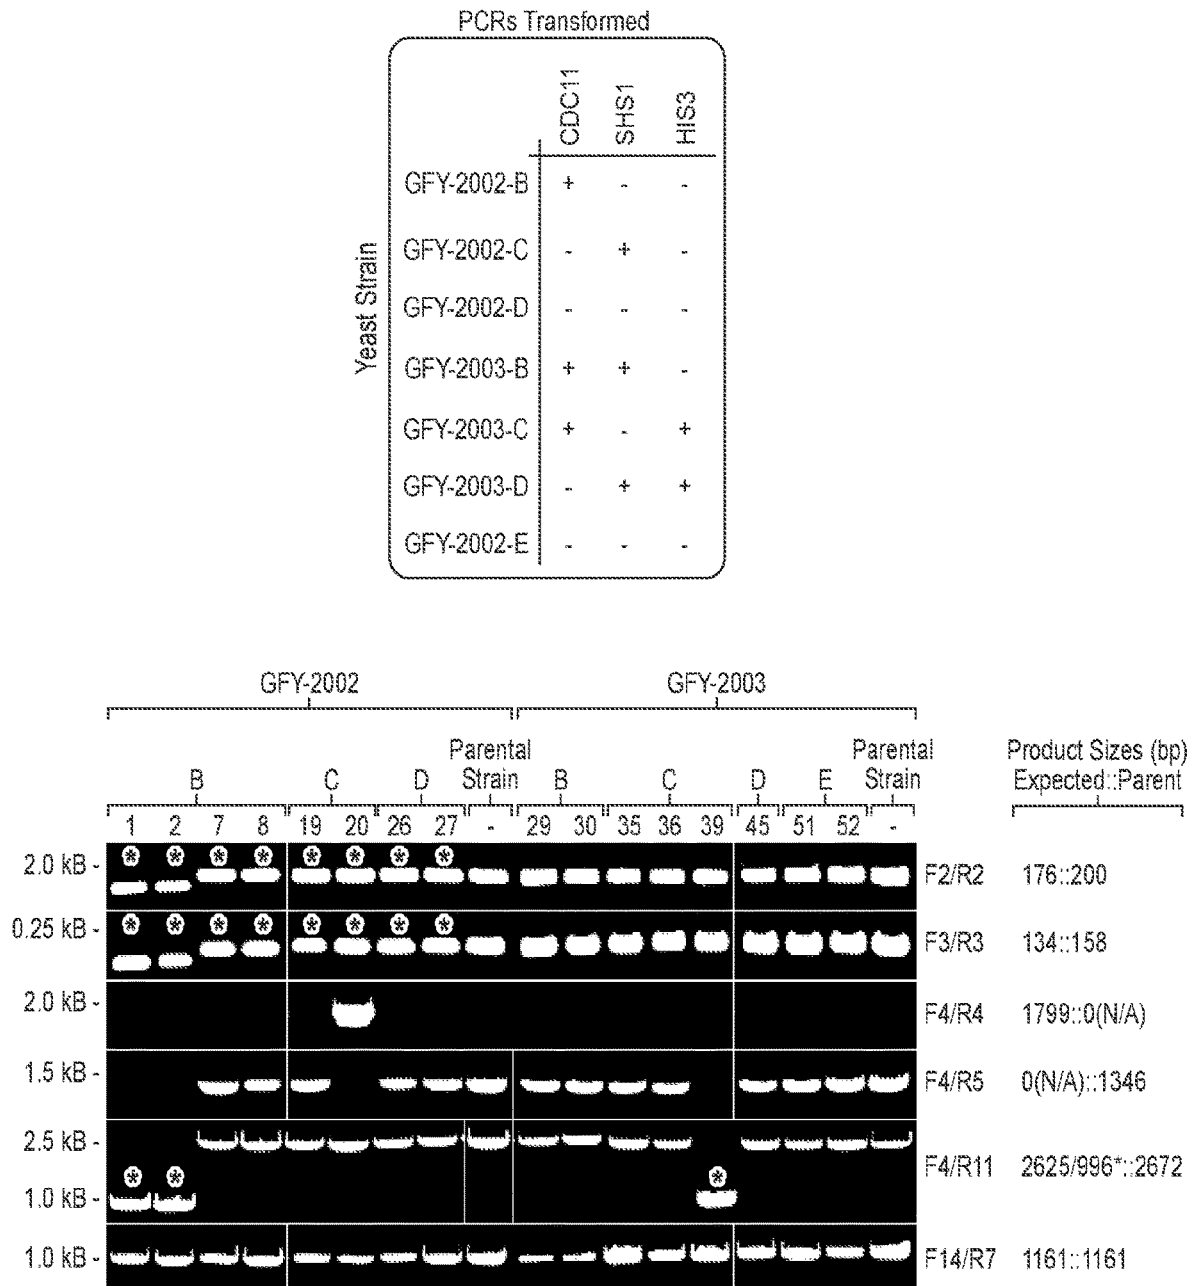 PCRs Transformed
CDC11 SHS1 HIS3
Yeast Strain
GFY-2002-B + - -
GFY-2002-C - + -
GFY-2002-D - - -
GFY-2003-B + + -
GFY-2003-C + - +
GFY-2003-D - + +
GFY-2002-E - - -
GFY-2002 GFY-2003
B C D Parental Strain B C D E Parental Strain
Product Sizes (bp)
Expected::Parent
1 2 7 8 19 20 26 27 - 29 30 35 36 39 45 51 52 -
* * * * * * * *
2.0 kB - F2/R2 176::200
* * * * * * * *
0.25 kB - F3/R3 134::158
2.0 kB - F4/R4 1799::0(N/A)
1.5 kB - F4/R5 0(N/A)::1346
2.5 kB - F4/R11 2625/996*::2672
* * *
1.0 kB -
1.0 kB - F14/R7 1161::1161